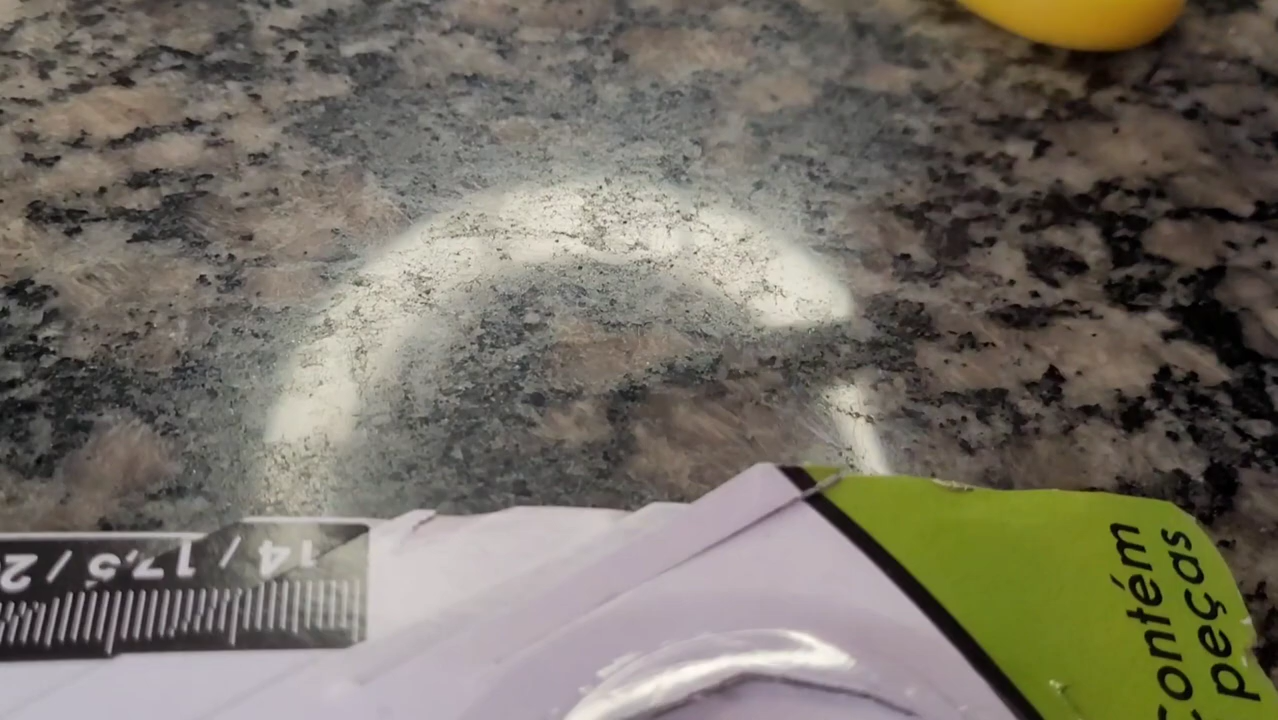 14 / 17,5 / 2
contém
peças